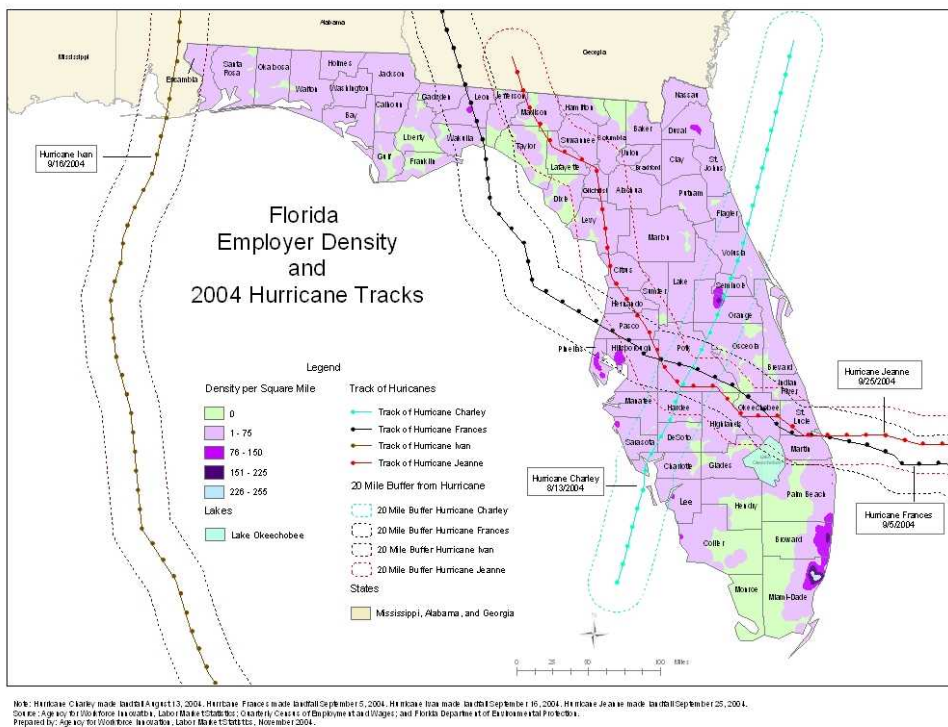 Alabama
Mississippi
Georgia
Escambia
Santa
Rosa
Okaloosa
Walton
Holmes
Washington
Bay
Jackson
Calhoun
Gulf
Liberty
Franklin
Gadsden
Leon
Wakulla
Jefferson
Madison
Taylor
Hamilton
Suwannee
Lafayette
Dixie
Columbia
Baker
Union
Bradford
Gilchrist
Alachua
Levy
Nassau
Duval
Clay
St.
Johns
Putnam
Flagler
Marion
Volusia
Citrus
Sumter
Lake
Hernando
Seminole
Orange
Pasco
Pinellas
Hillsborough
Polk
Osceola
Brevard
Indian
River
Manatee
Hardee
Highlands
Okeechobee
St.
Lucie
Sarasota
DeSoto
Martin
Charlotte
Glades
Lee
Hendry
Palm Beach
Collier
Broward
Monroe
Miami-Dade
Hurricane Ivan
9/16/2004
Florida
Employer Density
and
2004 Hurricane Tracks
Hurricane Jeanne
9/25/2004
Hurricane Charley
8/13/2004
Hurricane Frances
9/5/2004
Legend
Density per Square Mile
0
1 - 75
76 - 150
151 - 225
226 - 255
Lakes
Lake Okeechobee
Track of Huricanes
Track of Hurricane Charley
Track of Hurricane Frances
Track of Hurricane Ivan
Track of Hurricane Jeanne
20 Mile Buffer from Hurricane
20 Mile Buffer Hurricane Charley
20 Mile Buffer Hurricane Frances
20 Mile Buffer Hurricane Ivan
20 Mile Buffer Hurricane Jeanne
States
Mississippi, Alabama, and Georgia
0 25 50 100 Miles
Note: Hurricane Charley made landfall August 13, 2004. Hurricane Frances made landfall September 5, 2004. Hurricane Ivan made landfall September 16, 2004. Hurricane Jeanne made landfall September 25, 2004.
Source: Agency for Workforce Innovation, Labor Market Statistics; Quarterly Census of Employment and Wages; and Florida Department of Environmental Protection.
Prepared by: Agency for Workforce Innovation, Labor Market Statistics, November 2004.